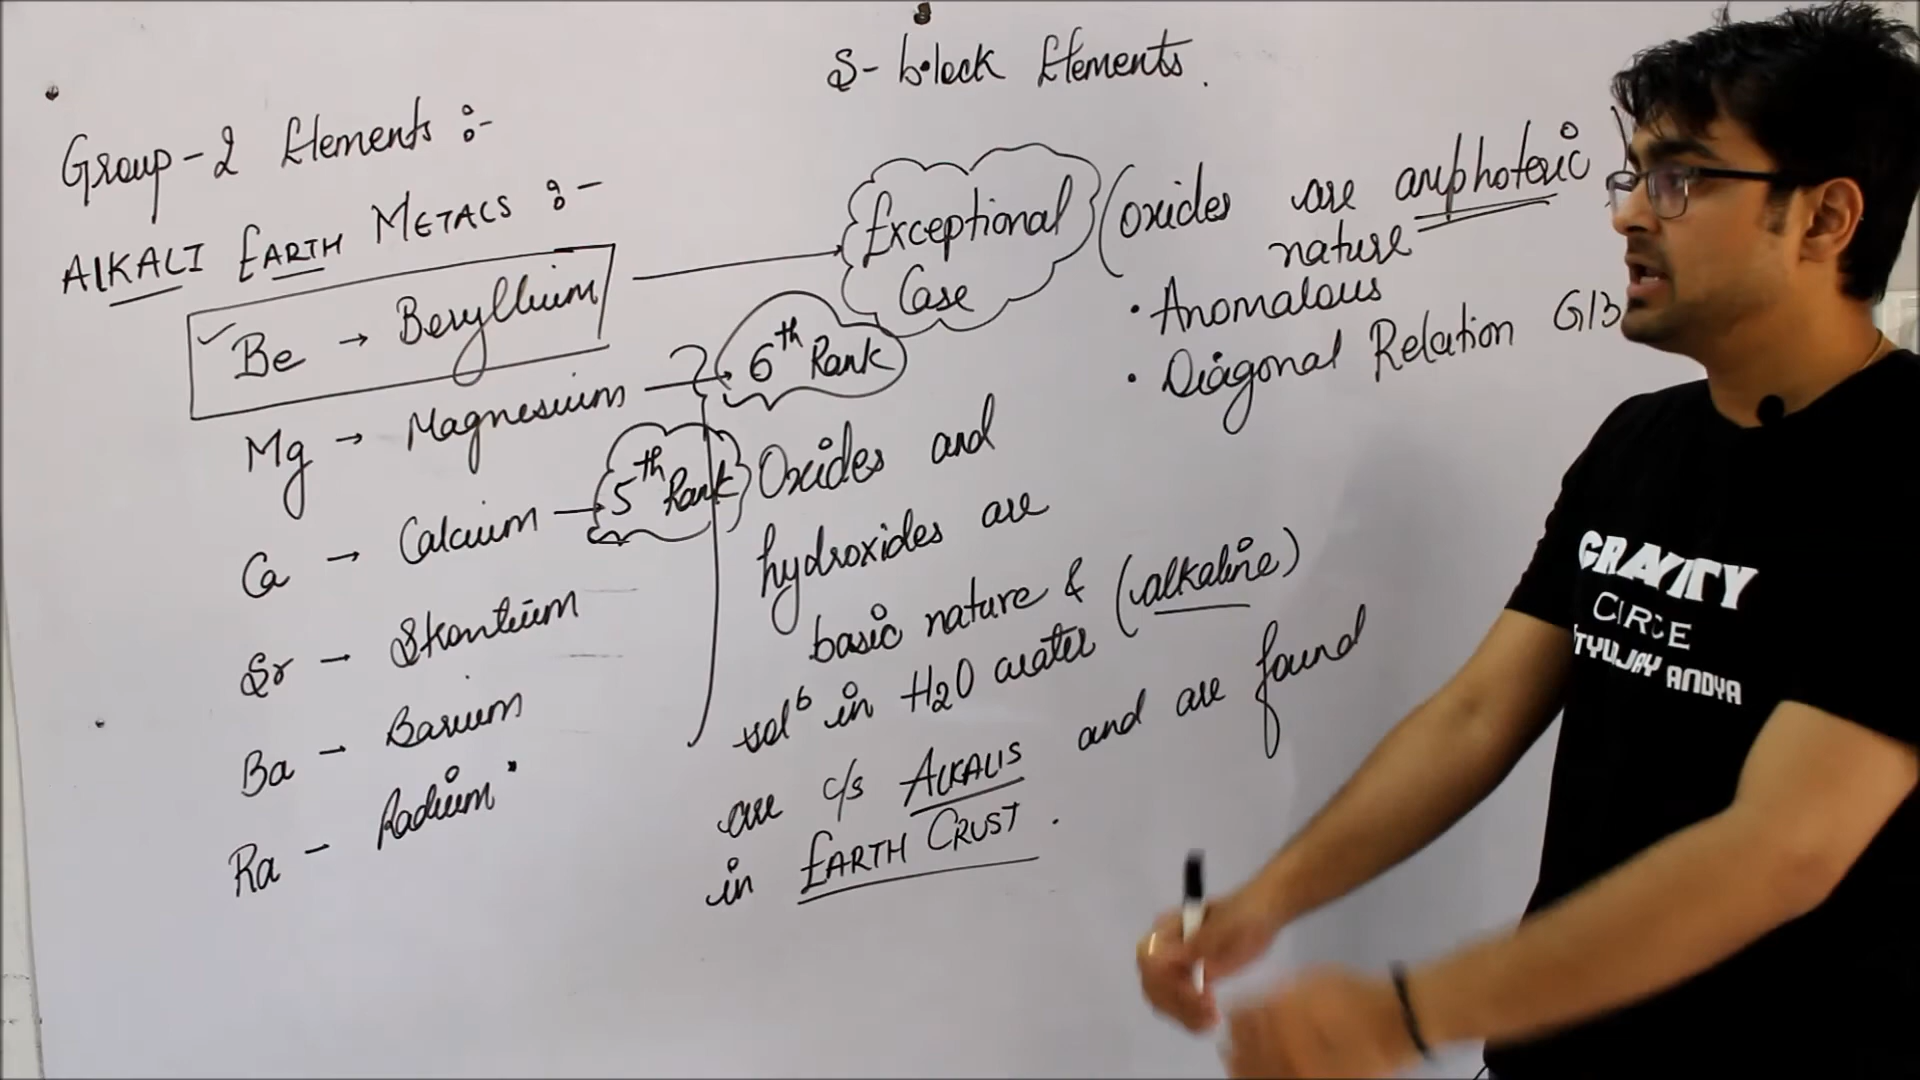 S- block Elements.
Group-2 Elements :-
ALKALI EARTH METALS :-
Be → Beryllium
Exceptional
Case
(oxides are amphoteric)
nature
• Anomalous
• Diagonal Relation G13
Mg → Magnesium → 6th Rank
Ca → Calcium → 5th Rank
Sr - Skontium
Ba - Barium
Ra - Radium
Oxides and
hydroxides are
basic nature & (alkaline)
solb in H2O water
are c/s ALKALIS and are found
in EARTH CRUST.
GRAVITY
CIRCLE